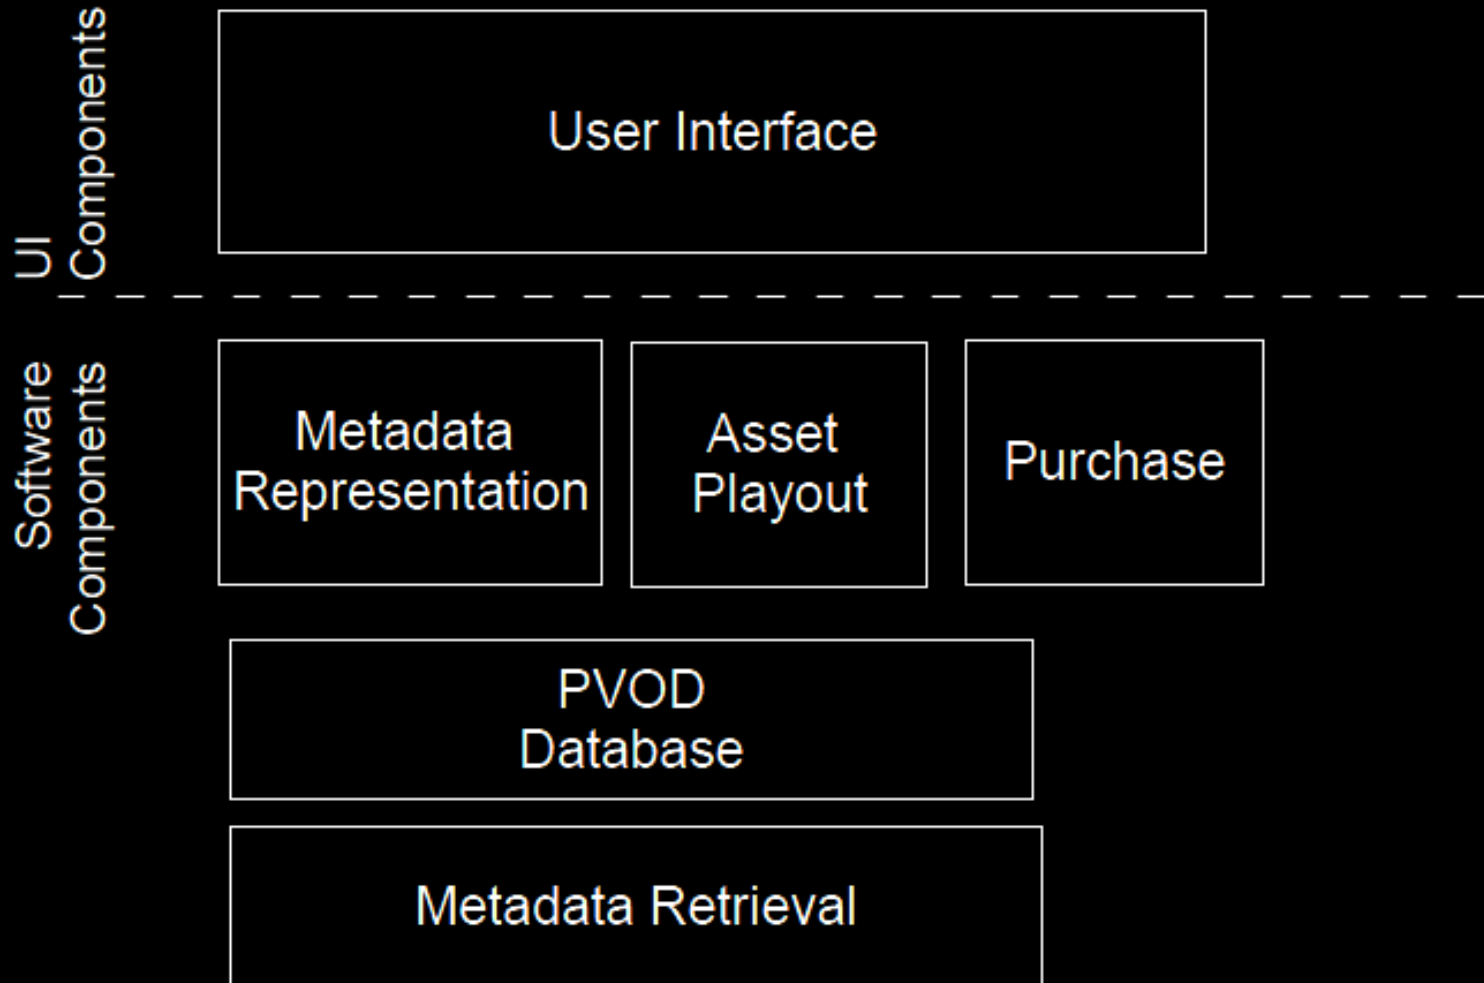 UI
Components
User Interface
Software
Components
Metadata
Representation
Asset
Playout
Purchase
PVOD
Database
Metadata Retrieval